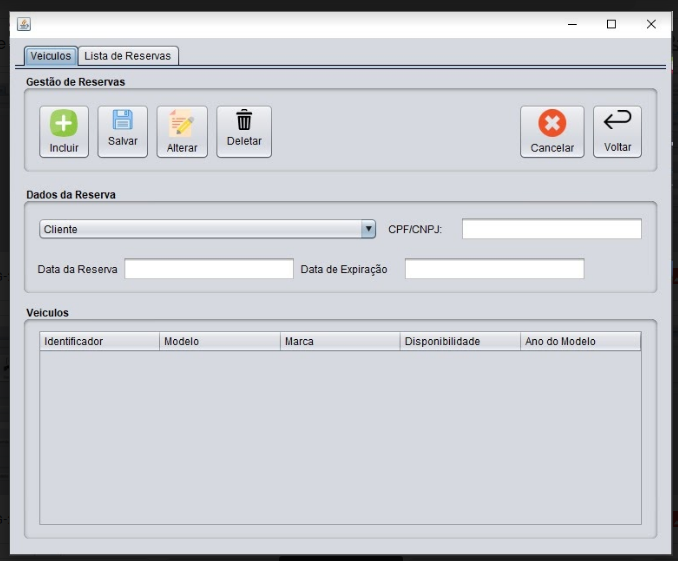 Veiculos Lista de Reservas
Gestão de Reservas
Incluir Salvar Alterar Deletar Cancelar Voltar
Dados da Reserva
Cliente CPF/CNPJ:
Data da Reserva Data de Expiração
Veiculos
Identificador Modelo Marca Disponibilidade Ano do Modelo